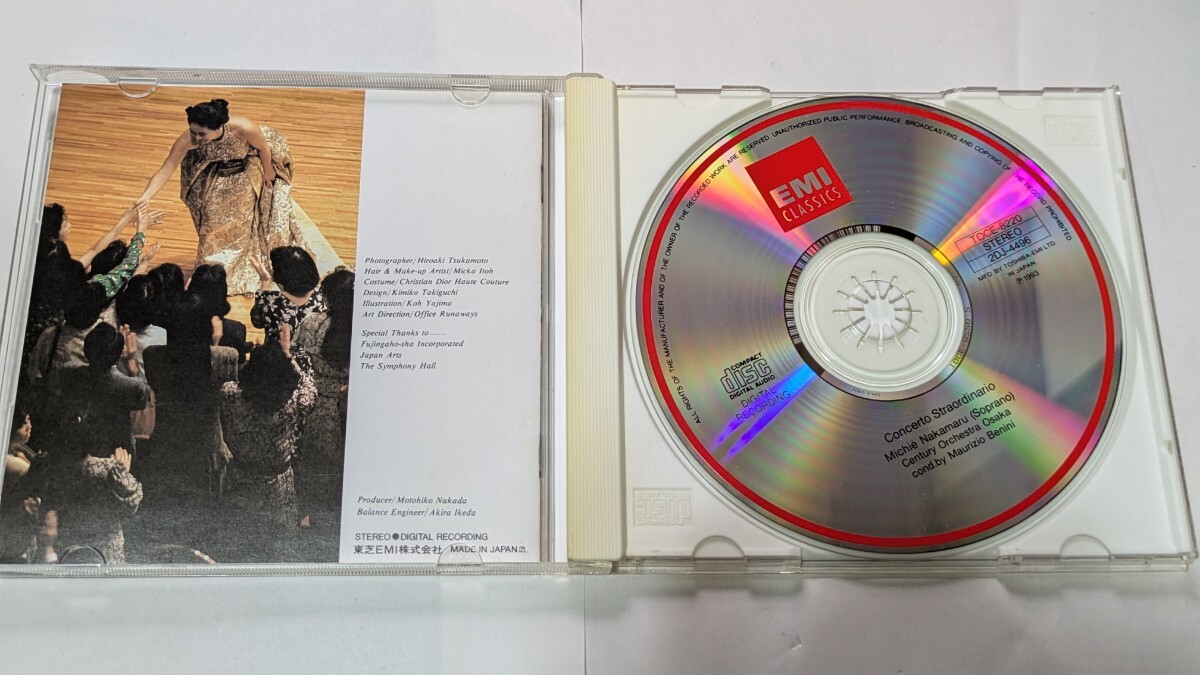 Photographer/Hiroaki Tsukamoto
Hair & Make-up Artist/Micka Itoh
Costume/Christian Dior Haute Couture
Design/Kimiko Takiguchi
Illustration/Koh Yajima
Art Direction/Office Runaways
Special Thanks to......
Fujingaho-sha Incorporated
Japan Arts
The Symphony Hall
Producer/Motohiko Nakada
Balance Engineer/Akira Ikeda
STEREO●DIGITAL RECORDING
東芝EMI株式会社 MADE IN JAPAN
ALL RIGHTS OF THE MANUFACTURER AND OF THE OWNER OF THE RECORDED WORK ARE RESERVED. UNAUTHORIZED PUBLIC PERFORMANCE, BROADCASTING AND COPYING OF THE RECORD PROHIBITED.
EMI
CLASSICS
TOCE-8220
STEREO
2DJ-4496
MFD. BY TOSHIBA-EMI LTD.
IN JAPAN
℗ 1993
COMPACT
disc
DIGITAL AUDIO
DIGITAL
RECORDING
Concerto Straordinario
Michié Nakamaru (Soprano)
Century Orchestra Osaka
cond.by Maurizio Benini